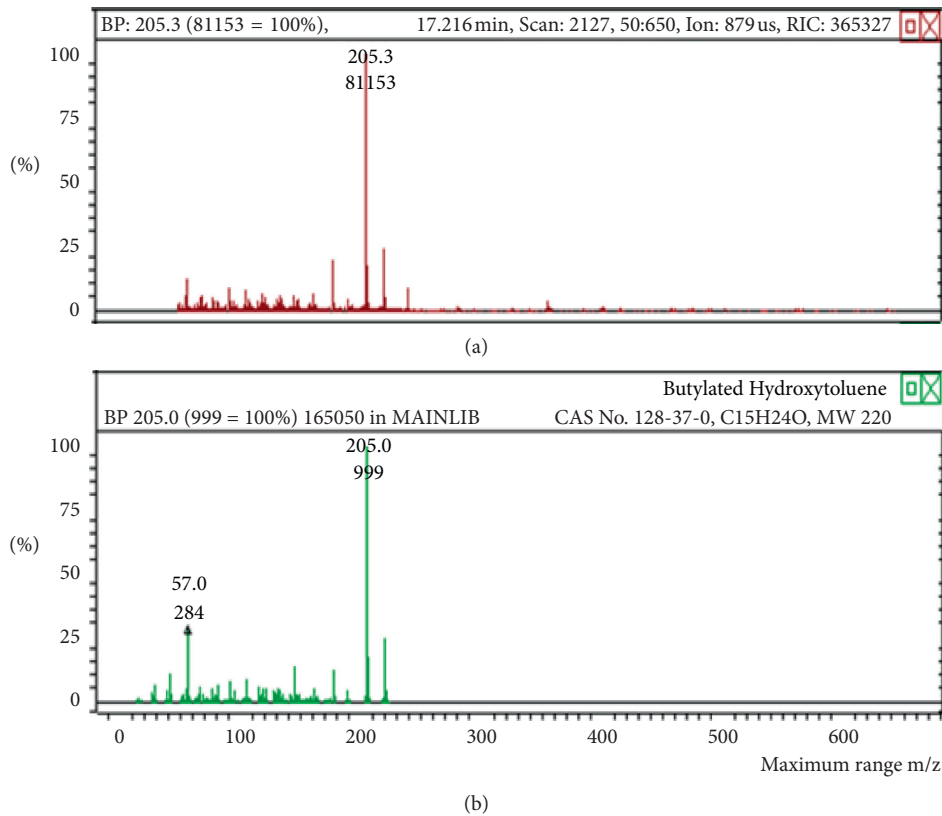 BP: 205.3 (81153 = 100%), 17.216 min, Scan: 2127, 50:650, Ion: 879 us, RIC: 365327
100
205.3
81153
75
(%)
50
25
0
(a)
Butylated Hydroxytoluene
BP 205.0 (999 = 100%) 165050 in MAINLIB CAS No. 128-37-0, C15H24O, MW 220
100
205.0
999
75
(%)
50
57.0
284
25
0
0 100 200 300 400 500 600
Maximum range m/z
(b)